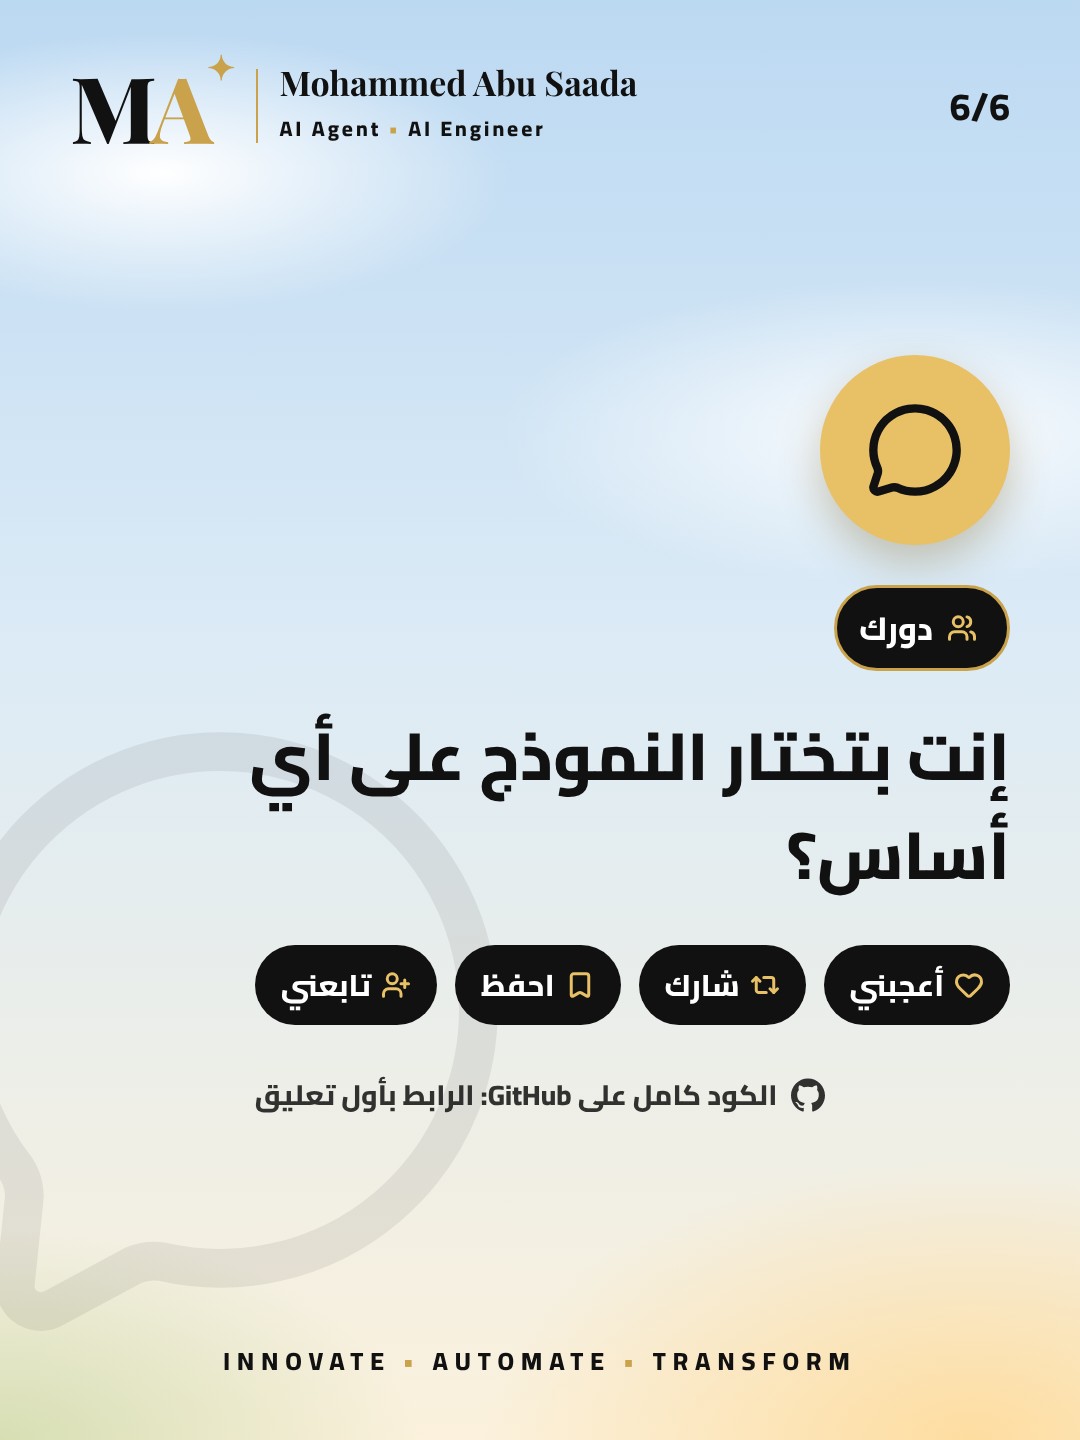 MA
Mohammed Abu Saada
AI Agent ▪ AI Engineer
6/6
دورك
إنت بتختار النموذج على أي
أساس؟
أعجبني
شارك
احفظ
تابعني
الكود كامل على GitHub: الرابط بأول تعليق
INNOVATE ▪ AUTOMATE ▪ TRANSFORM